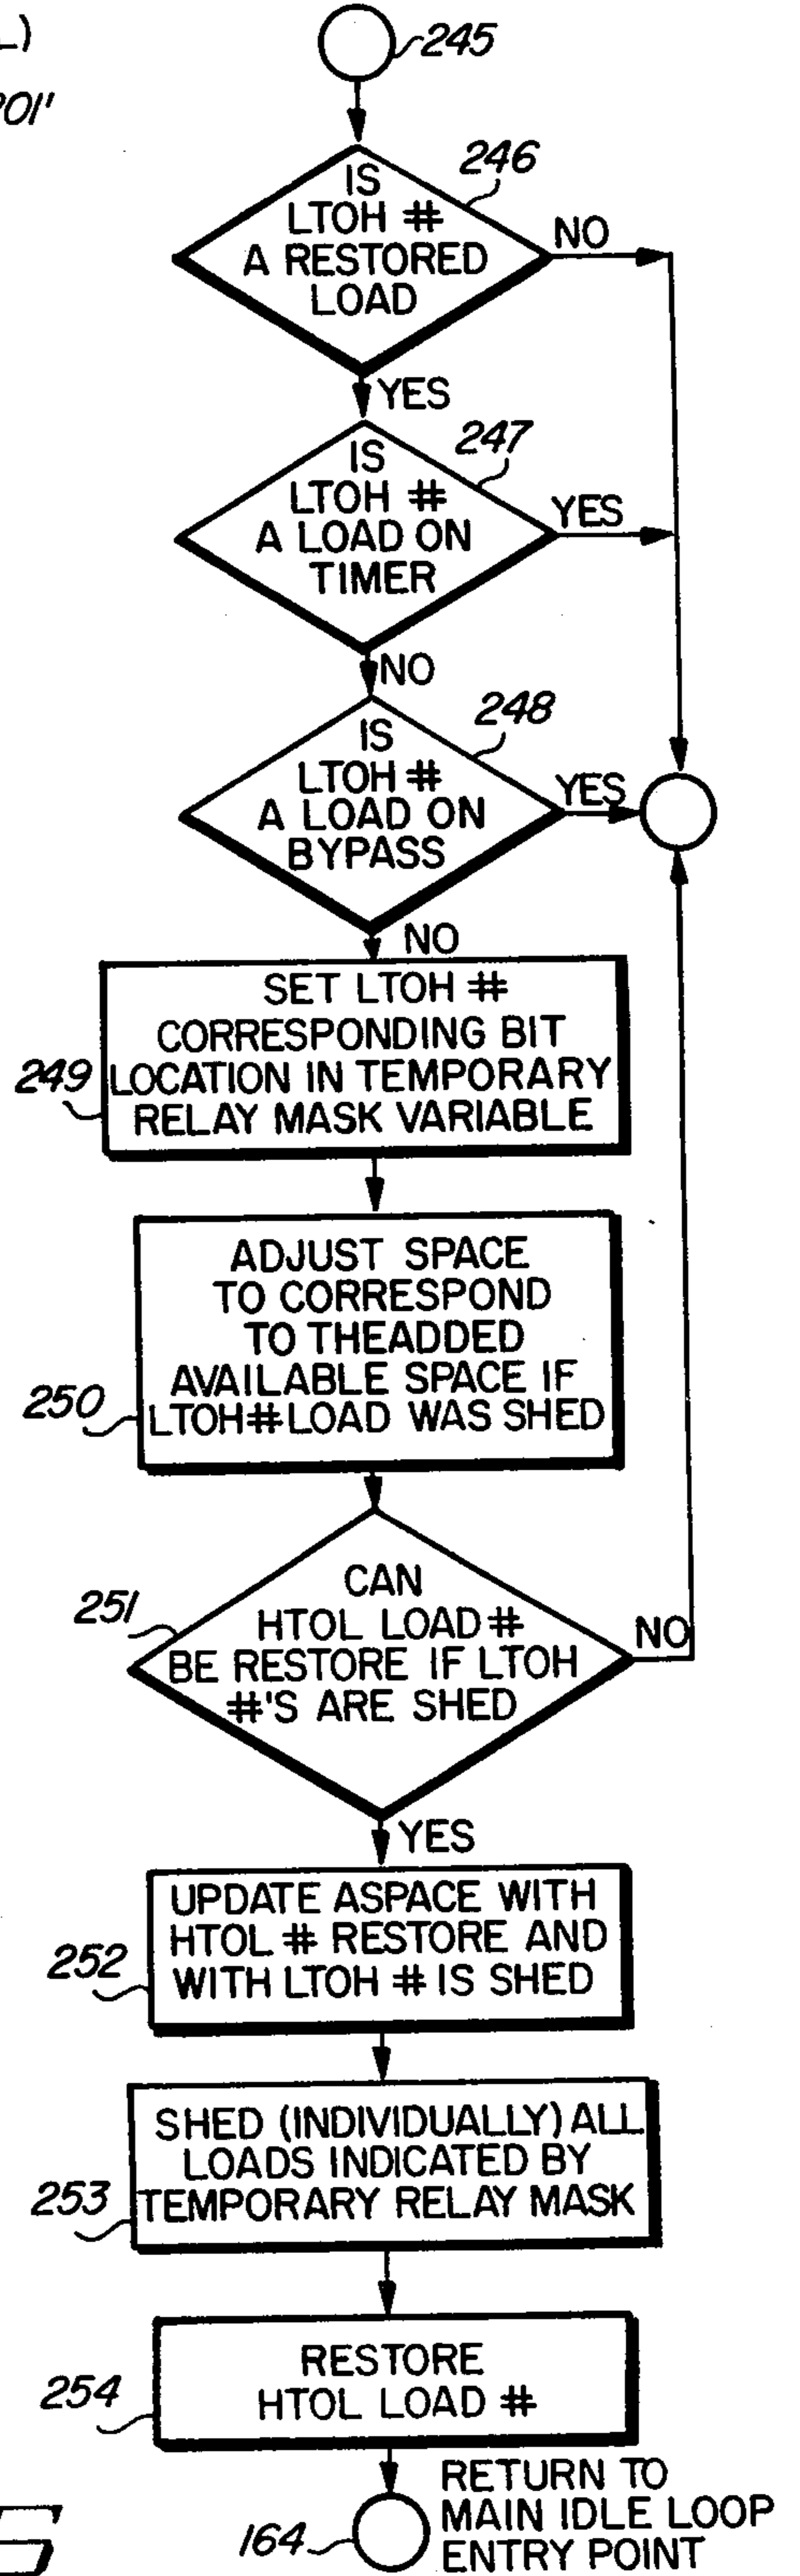 L)
201'
245
246
IS
LTOH #
A RESTORED
LOAD
NO
YES
247
IS
LTOH #
A LOAD ON
TIMER
YES
NO
248
IS
LTOH #
A LOAD ON
BYPASS
YES
NO
249
SET LTOH #
CORRESPONDING BIT
LOCATION IN TEMPORARY
RELAY MASK VARIABLE
250
ADJUST SPACE
TO CORRESPOND
TO THEADDED
AVAILABLE SPACE IF
LTOH# LOAD WAS SHED
251
CAN
HTOL LOAD #
BE RESTORE IF LTOH
#'S ARE SHED
NO
YES
252
UPDATE ASPACE WITH
HTOL # RESTORE AND
WITH LTOH # IS SHED
253
SHED (INDIVIDUALLY) ALL
LOADS INDICATED BY
TEMPORARY RELAY MASK
254
RESTORE
HTOL LOAD #
164
RETURN TO
MAIN IDLE LOOP
ENTRY POINT